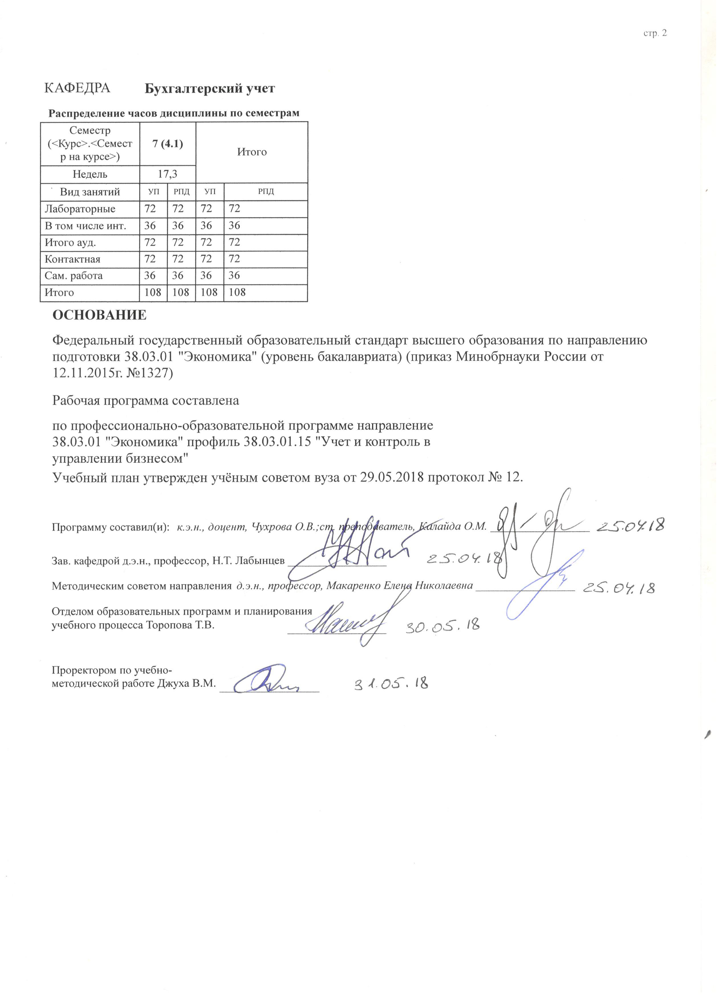 стр. 2
КАФЕДРА Бухгалтерский учет
Распределение часов дисциплины по семестрам
Семестр (<Курс>.<Семест р на курсе>) 7 (4.1) Итого
Недель 17,3
Вид занятий УП РПД УП РПД
Лабораторные 72 72 72 72
В том числе инт. 36 36 36 36
Итого ауд. 72 72 72 72
Контактная 72 72 72 72
Сам. работа 36 36 36 36
Итого 108 108 108 108
ОСНОВАНИЕ
Федеральный государственный образовательный стандарт высшего образования по направлению
подготовки 38.03.01 "Экономика" (уровень бакалавриата) (приказ Минобрнауки России от
12.11.2015г. №1327)
Рабочая программа составлена
по профессионально-образовательной программе направление
38.03.01 "Экономика" профиль 38.03.01.15 "Учет и контроль в
управлении бизнесом"
Учебный план утвержден учёным советом вуза от 29.05.2018 протокол № 12.
Программу составил(и): к.э.н., доцент, Чухрова О.В.;ст. преподаватель, Калайда О.М. 25.04.18
Зав. кафедрой д.э.н., профессор, Н.Т. Лабынцев 25.04.18
Методическим советом направления д.э.н., профессор, Макаренко Елена Николаевна 25.04.18
Отделом образовательных программ и планирования
учебного процесса Торопова Т.В. 30.05.18
Проректором по учебно-
методической работе Джуха В.М. 31.05.18